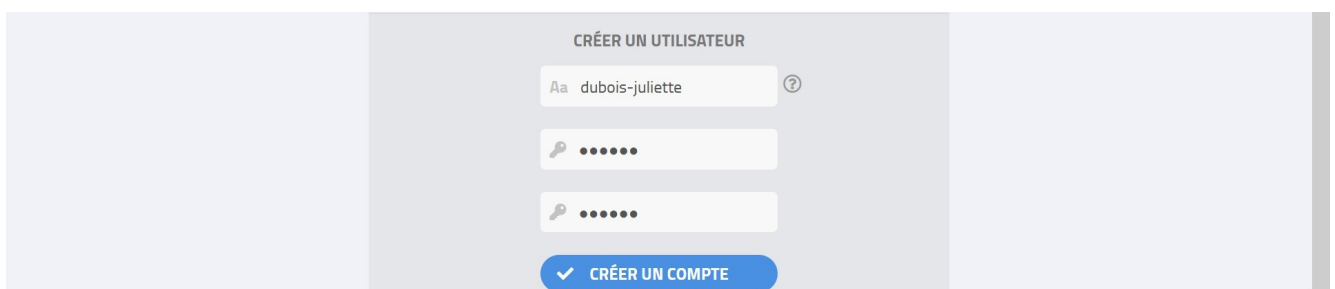 CRÉER UN UTILISATEUR
Aa dubois-juliette
••••••
••••••
CRÉER UN COMPTE